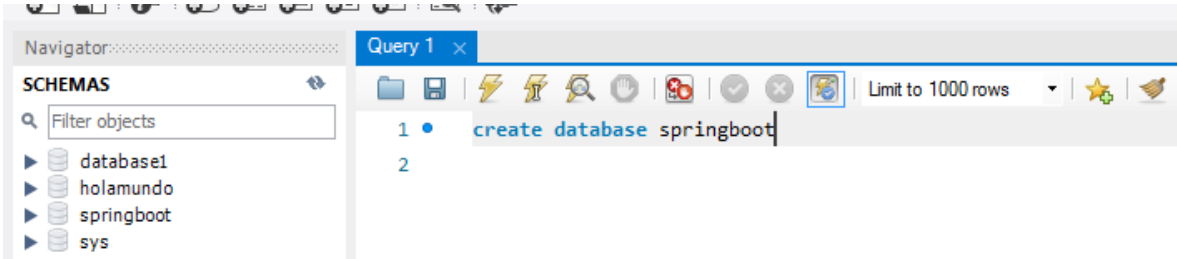 Navigator
SCHEMAS
Filter objects
database1
holamundo
springboot
sys
Query 1
Limit to 1000 rows
1 create database springboot
2